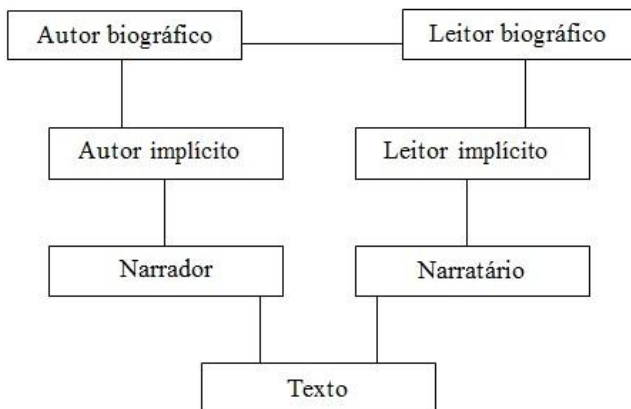 Autor biográfico
Leitor biográfico
Autor implícito
Leitor implícito
Narrador
Narratário
Texto